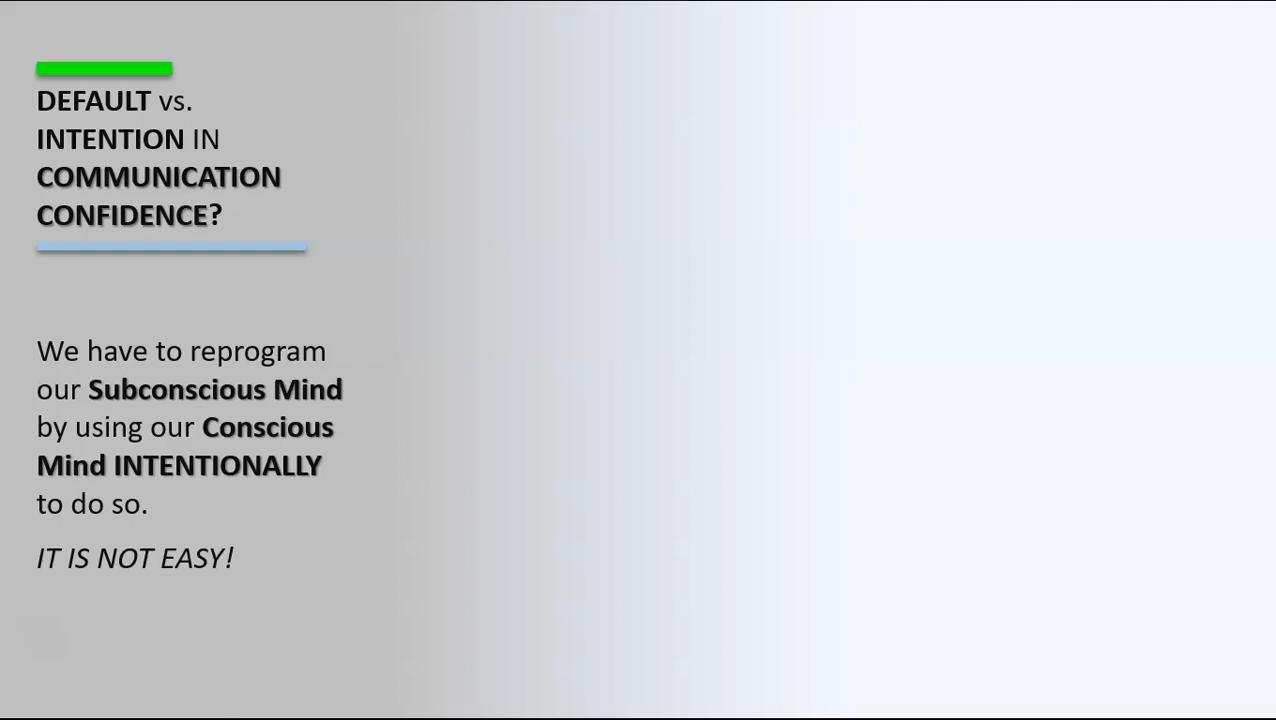 DEFAULT vs.
INTENTION IN
COMMUNICATION
CONFIDENCE?
We have to reprogram
our Subconscious Mind
by using our Conscious
Mind INTENTIONALLY
to do so.
IT IS NOT EASY!